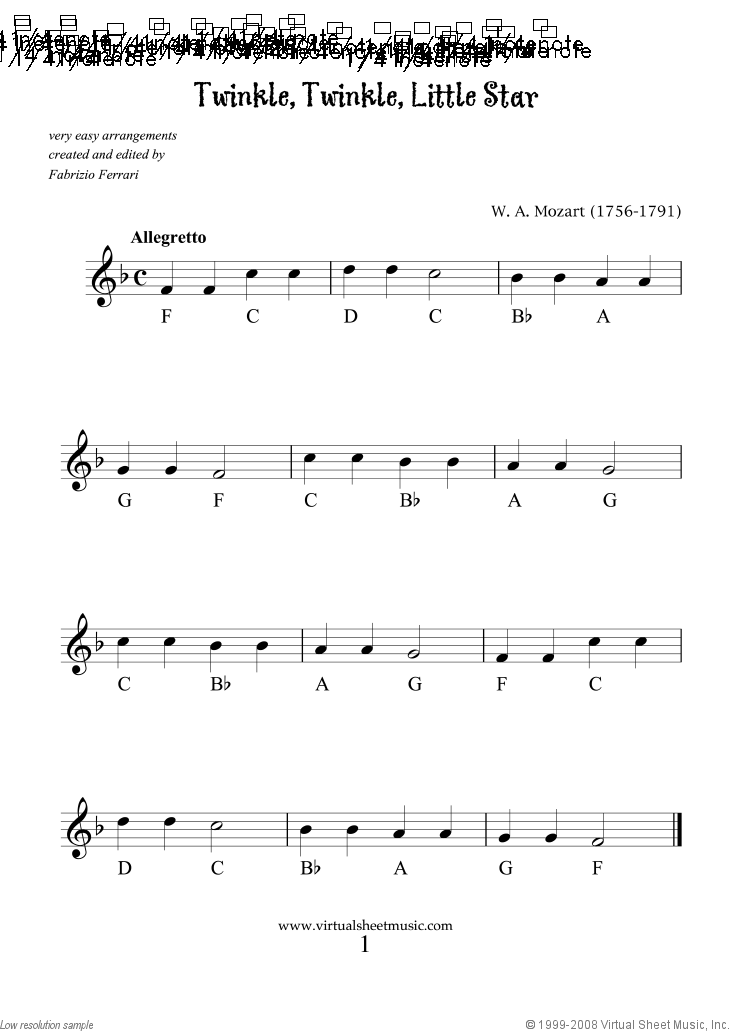 Twinkle, Twinkle, Little Star
very easy arrangements
created and edited by
Fabrizio Ferrari
W. A. Mozart (1756-1791)
Allegretto
F C D C B♭ A
G F C B♭ A G
C B♭ A G F C
D C B♭ A G F
www.virtualsheetmusic.com
1
Low resolution sample
© 1999-2008 Virtual Sheet Music, Inc.